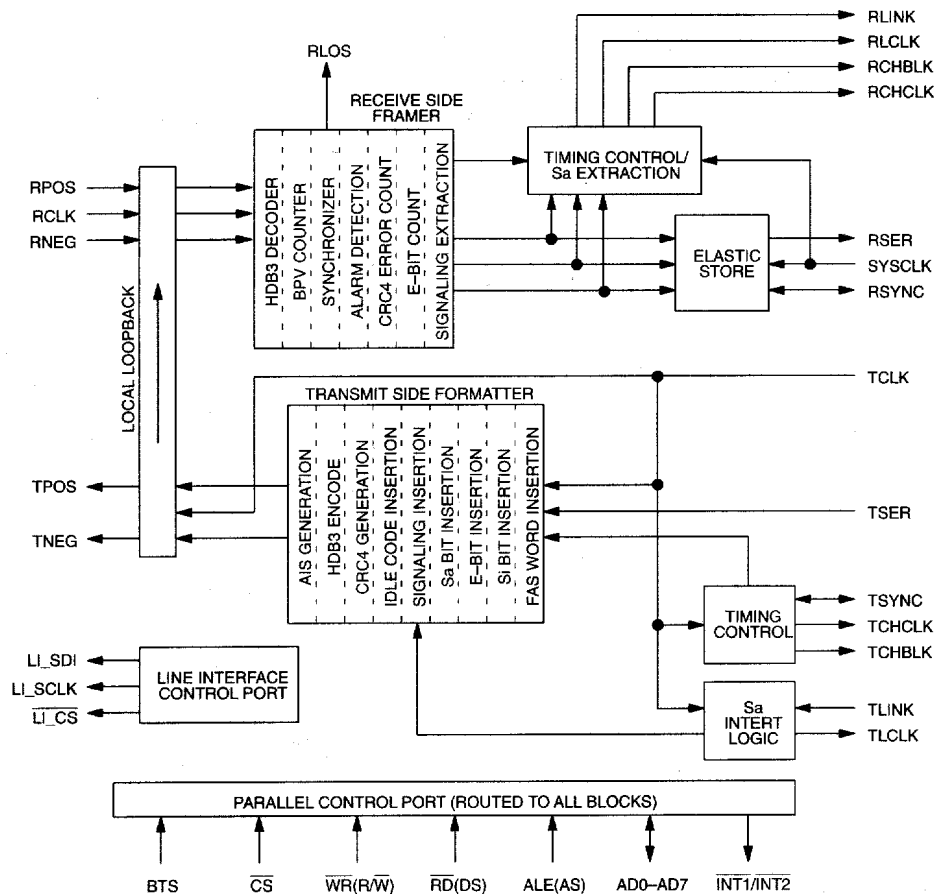 RLINK
RLCLK
RCHBLK
RCHCLK
RLOS
RECEIVE SIDE
FRAMER
HDB3 DECODER
BPV COUNTER
SYNCHRONIZER
ALARM DETECTION
CRC4 ERROR COUNT
E–BIT COUNT
SIGNALING EXTRACTION
TIMING CONTROL/
Sa EXTRACTION
RPOS
RCLK
RNEG
LOCAL LOOPBACK
ELASTIC
STORE
RSER
SYSCLK
RSYNC
TCLK
TRANSMIT SIDE FORMATTER
AIS GENERATION
HDB3 ENCODE
CRC4 GENERATION
IDLE CODE INSERTION
SIGNALING INSERTION
Sa BIT INSERTION
E–BIT INSERTION
Si BIT INSERTION
FAS WORD INSERTION
TPOS
TNEG
TSER
TIMING
CONTROL
TSYNC
TCHCLK
TCHBLK
LI_SDI
LI_SCLK
LI_CS
LINE INTERFACE
CONTROL PORT
Sa
INTERT
LOGIC
TLINK
TLCLK
PARALLEL CONTROL PORT (ROUTED TO ALL BLOCKS)
BTS
CS
WR(R/W)
RD(DS)
ALE(AS)
AD0–AD7
INT1/INT2